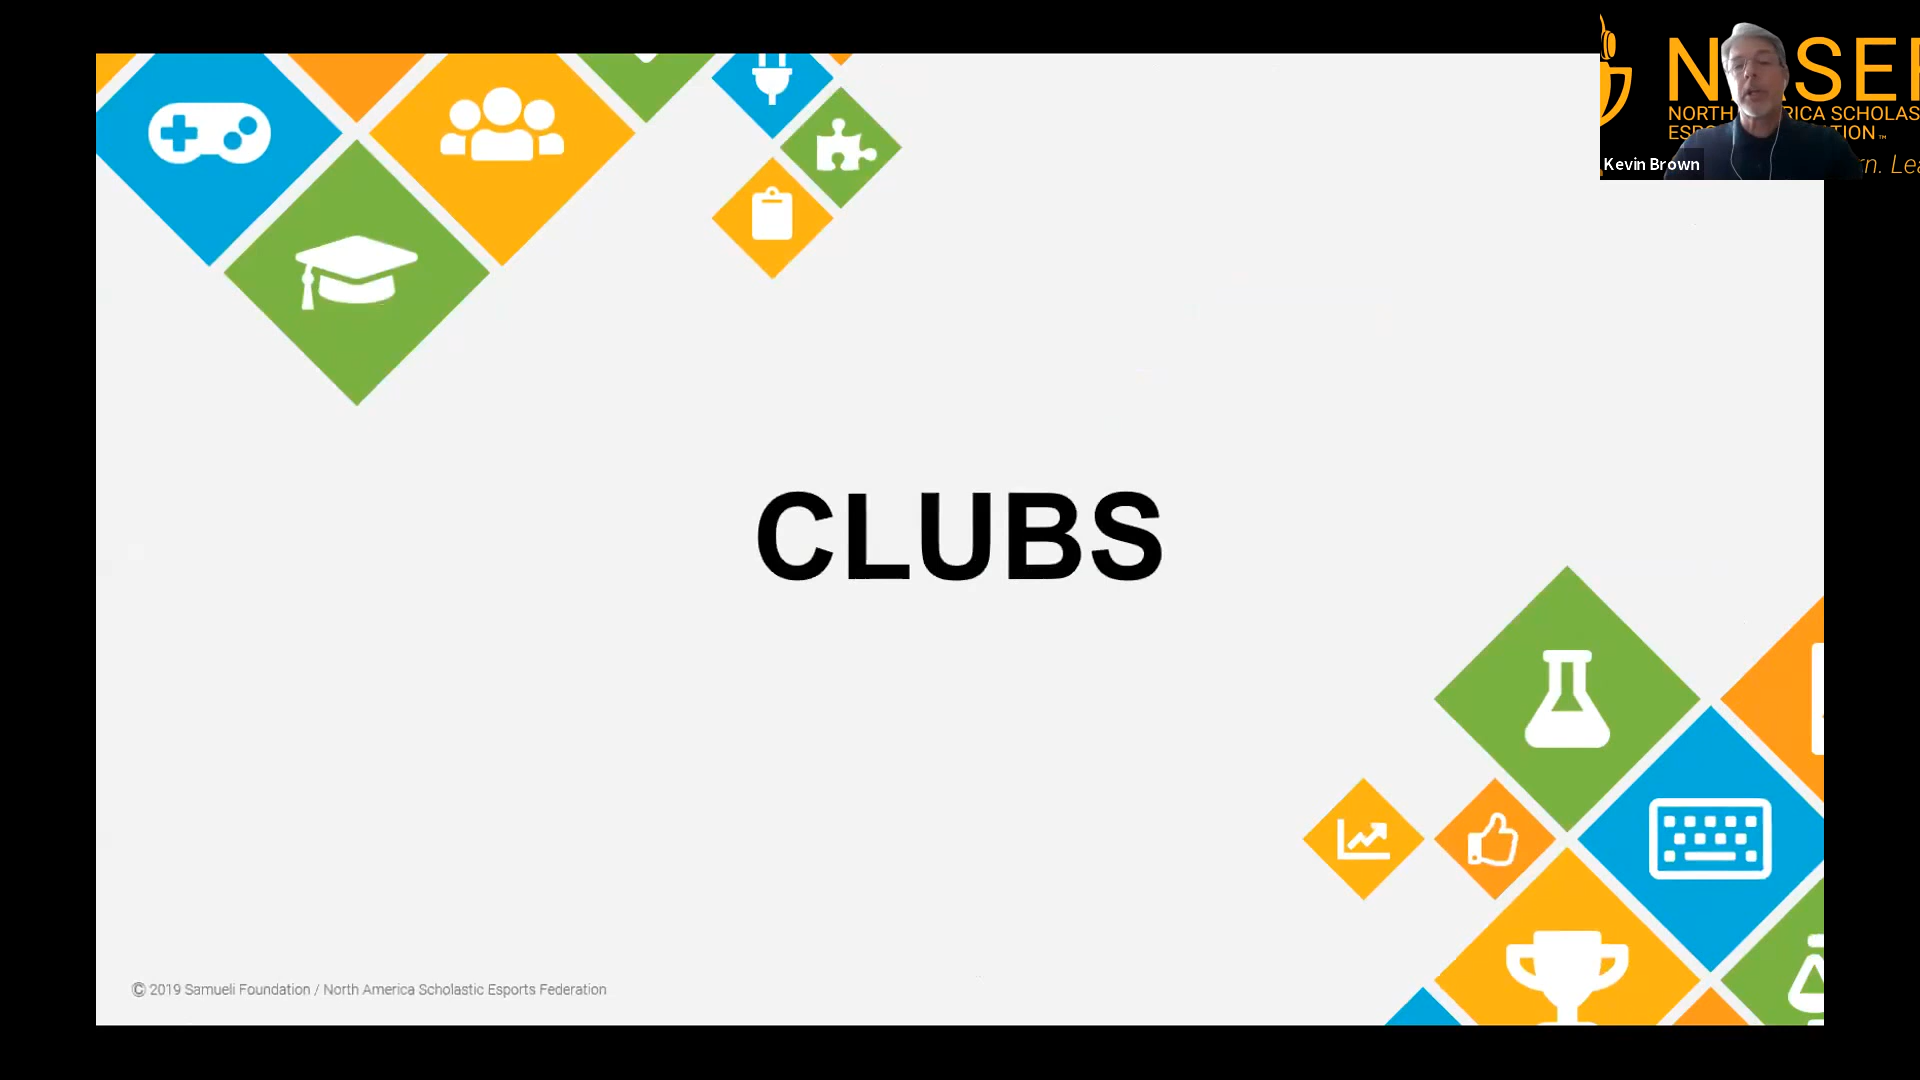 CLUBS
© 2019 Samueli Foundation / North America Scholastic Esports Federation
Kevin Brown